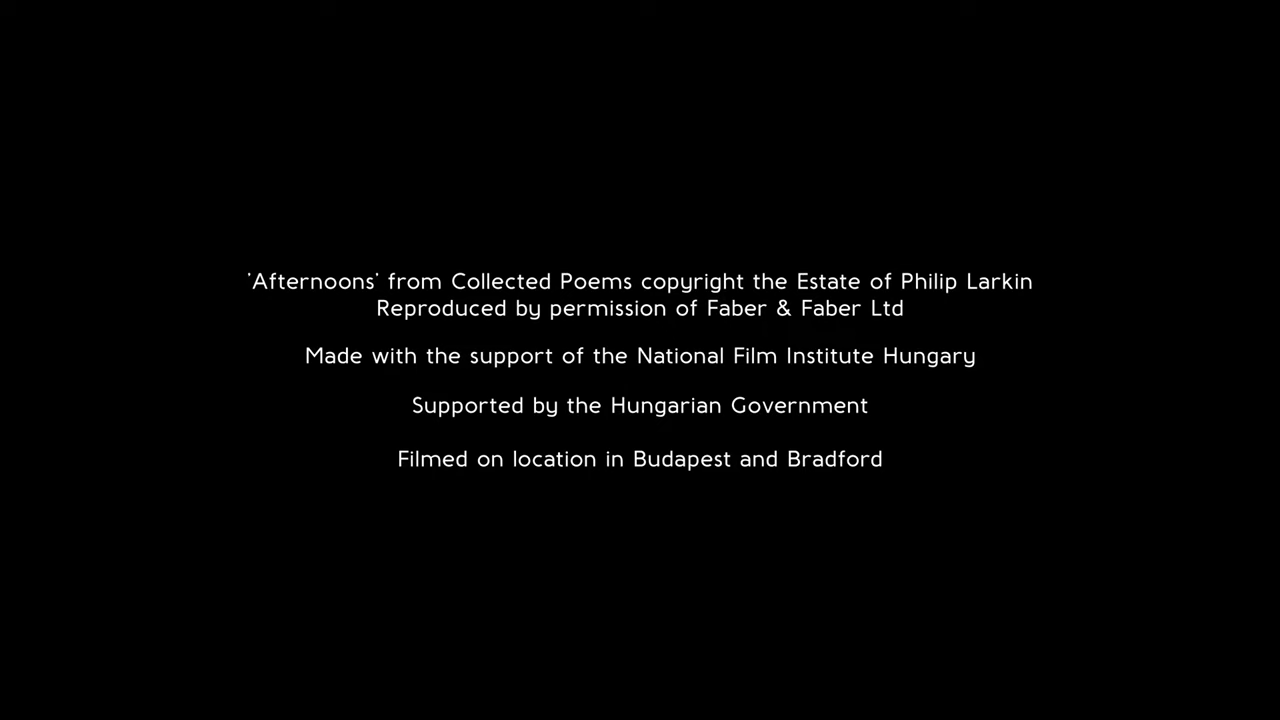 'Afternoons' from Collected Poems copyright the Estate of Philip Larkin
Reproduced by permission of Faber & Faber Ltd
Made with the support of the National Film Institute Hungary
Supported by the Hungarian Government
Filmed on location in Budapest and Bradford